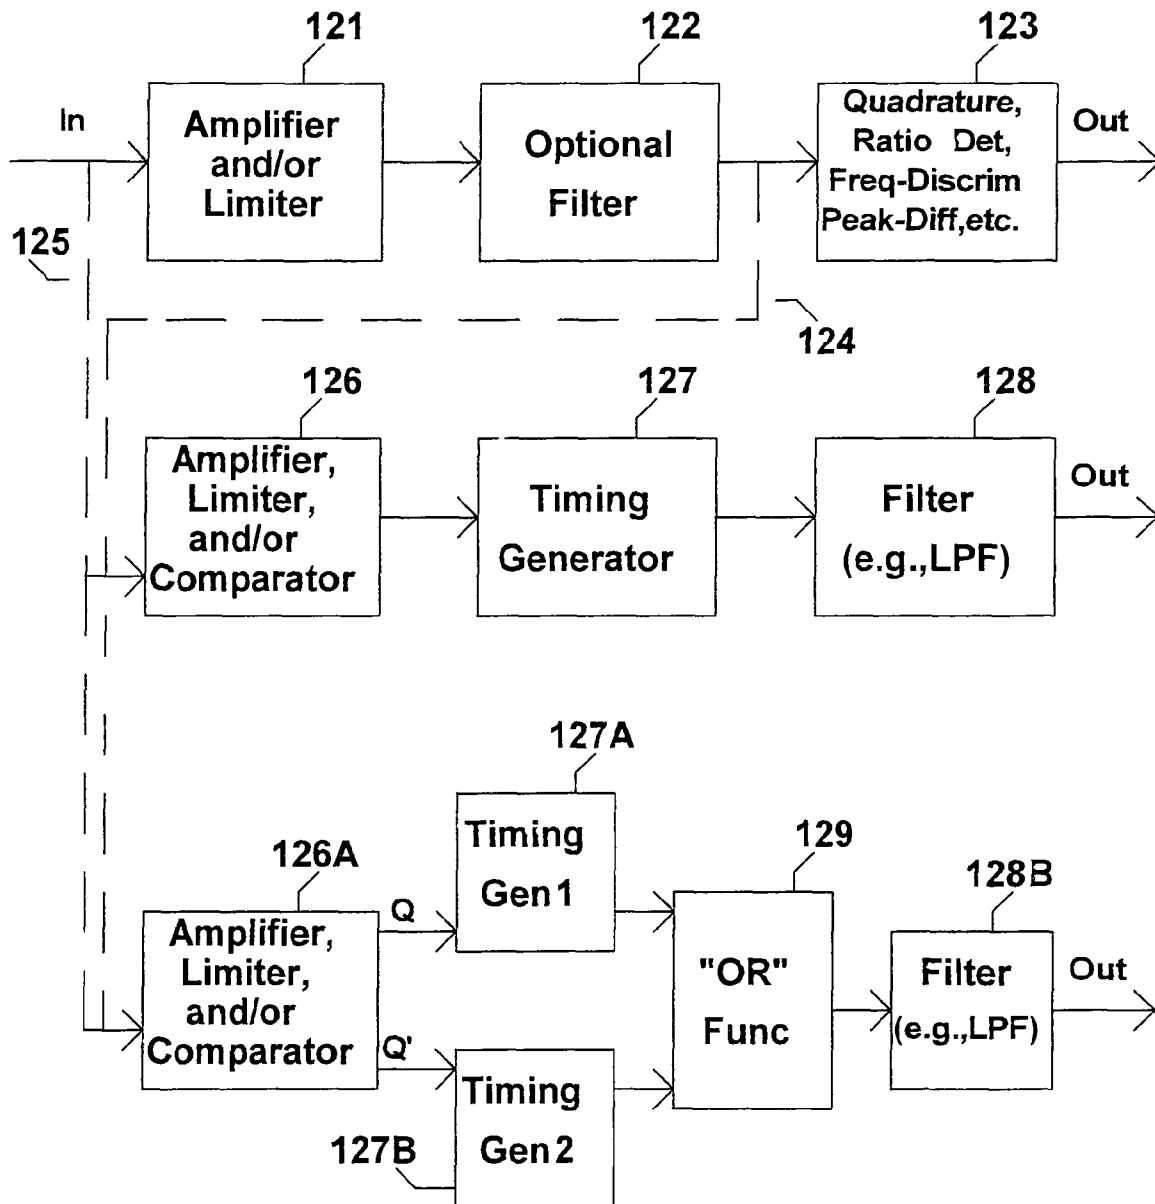 121
122
123
In
Amplifier
and/or
Limiter
Optional
Filter
Quadrature,
Ratio Det,
Freq-Discrim
Peak-Diff,etc.
Out
125
124
126
127
128
Amplifier,
Limiter,
and/or
Comparator
Timing
Generator
Filter
(e.g.,LPF)
Out
127A
126A
129
128B
Amplifier,
Limiter,
and/or
Comparator
Q
Q'
Timing
Gen1
Timing
Gen2
127B
"OR"
Func
Filter
(e.g.,LPF)
Out